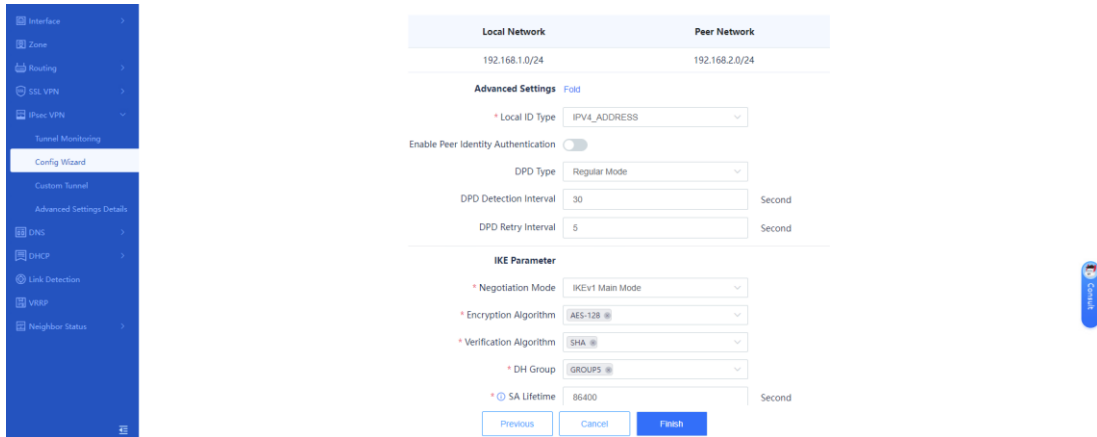 Interface
Zone
Routing
SSL VPN
IPsec VPN
Tunnel Monitoring
Config Wizard
Custom Tunnel
Advanced Settings Details
DNS
DHCP
Link Detection
VRRP
Neighbor Status
Local Network Peer Network
192.168.1.0/24 192.168.2.0/24
Advanced Settings Fold
* Local ID Type IPV4_ADDRESS
Enable Peer Identity Authentication
DPD Type Regular Mode
DPD Detection Interval 30 Second
DPD Retry Interval 5 Second
IKE Parameter
* Negotiation Mode IKEv1 Main Mode
* Encryption Algorithm AES-128
* Verification Algorithm SHA
* DH Group GROUP5
* SA Lifetime 86400 Second
Previous Cancel Finish
Consult